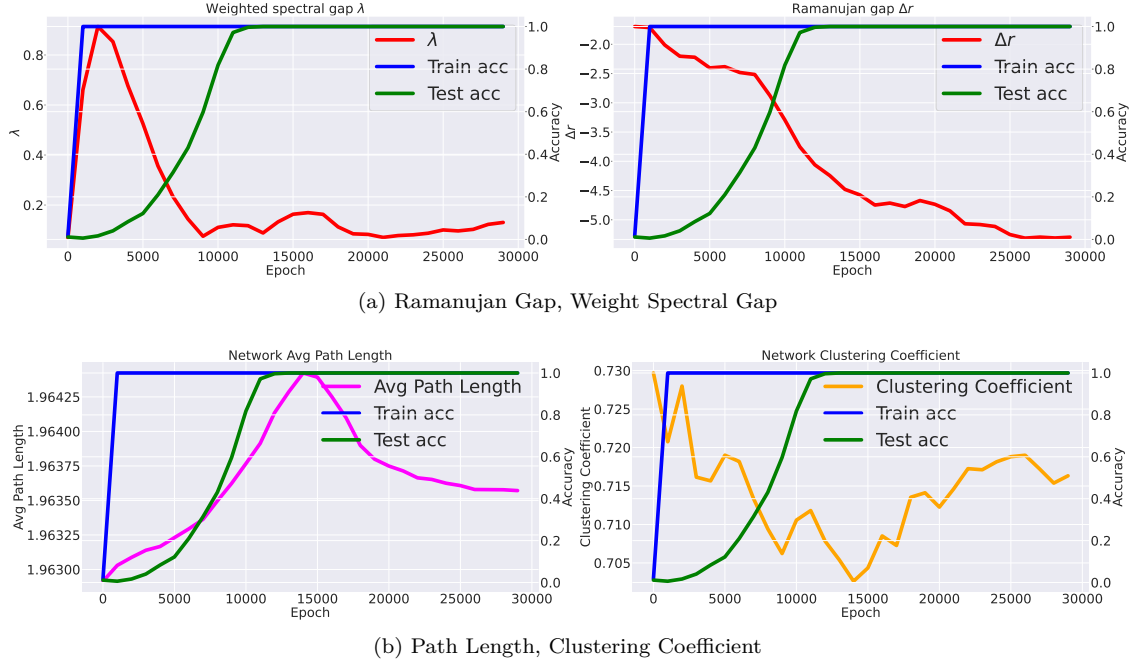 Weighted spectral gap λ
0.8
0.6
0.4
0.2
λ
1.0
0.8
0.6
0.4
0.2
0.0
Accuracy
λ
Train acc
Test acc
0 5000 10000 15000 20000 25000 30000
Epoch
Ramanujan gap Δr
−2.0
−2.5
−3.0
−3.5
−4.0
−4.5
−5.0
Δr
1.0
0.8
0.6
0.4
0.2
0.0
Accuracy
Δr
Train acc
Test acc
0 5000 10000 15000 20000 25000 30000
Epoch
(a) Ramanujan Gap, Weight Spectral Gap
Network Avg Path Length
1.96425
1.96400
1.96375
1.96350
1.96325
1.96300
Avg Path Length
1.0
0.8
0.6
0.4
0.2
0.0
Accuracy
Avg Path Length
Train acc
Test acc
0 5000 10000 15000 20000 25000 30000
Epoch
Network Clustering Coefficient
0.730
0.725
0.720
0.715
0.710
0.705
Clustering Coefficient
1.0
0.8
0.6
0.4
0.2
0.0
Accuracy
Clustering Coefficient
Train acc
Test acc
0 5000 10000 15000 20000 25000 30000
Epoch
(b) Path Length, Clustering Coefficient